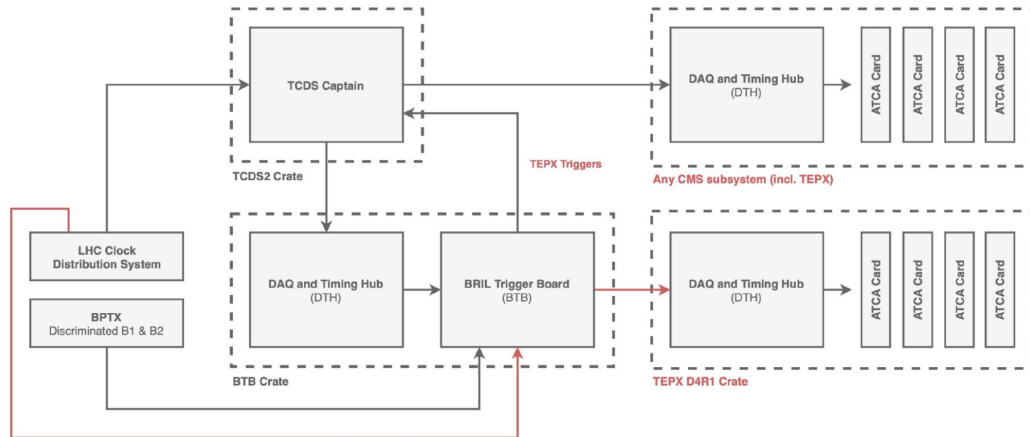 TCDS Captain
DAQ and Timing Hub
(DTH)
ATCA Card
ATCA Card
ATCA Card
ATCA Card
TEPX Triggers
TCDS2 Crate
Any CMS subsystem (incl. TEPX)
LHC Clock
Distribution System
BPTX
Discriminated B1 & B2
DAQ and Timing Hub
(DTH)
BRIL Trigger Board
(BTB)
DAQ and Timing Hub
(DTH)
ATCA Card
ATCA Card
ATCA Card
ATCA Card
BTB Crate
TEPX D4R1 Crate